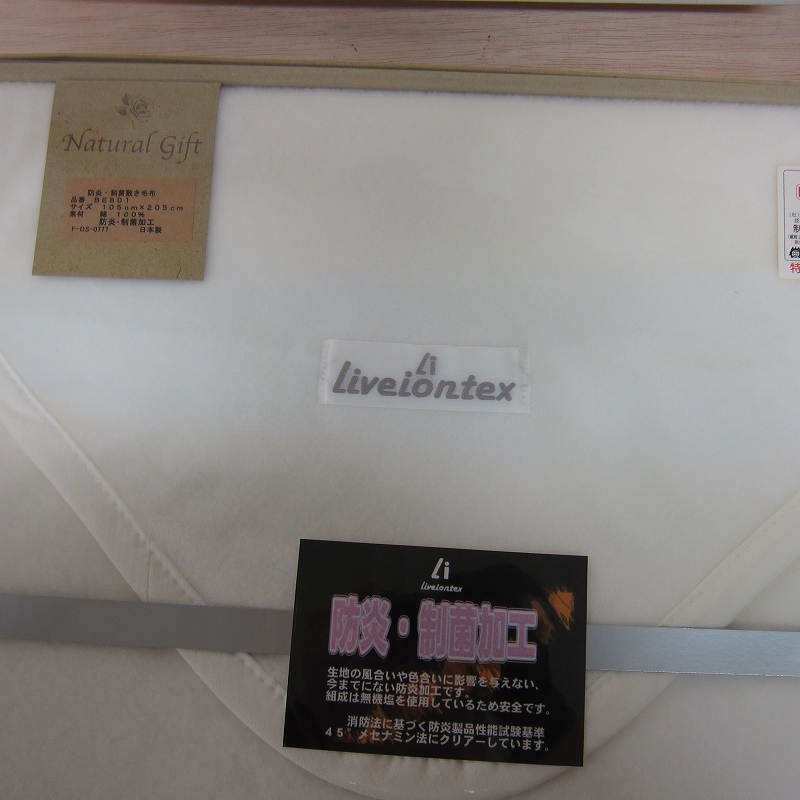 Natural Gift
防炎・制菌敷き毛布
品番 BE801
サイズ 105cm×205cm
素材 綿 100%
防炎・制菌加工
F-OS-0777 日本製
Li
liveiontex
Li
liveiontex
防炎・制菌加工
生地の風合いや色合いに影響を与えない、
今までにない防炎加工です。
組成は無機塩を使用しているため安全です。
消防法に基づく防炎製品性能試験基準
45゜メセナミン法にクリアーしています。
制
特